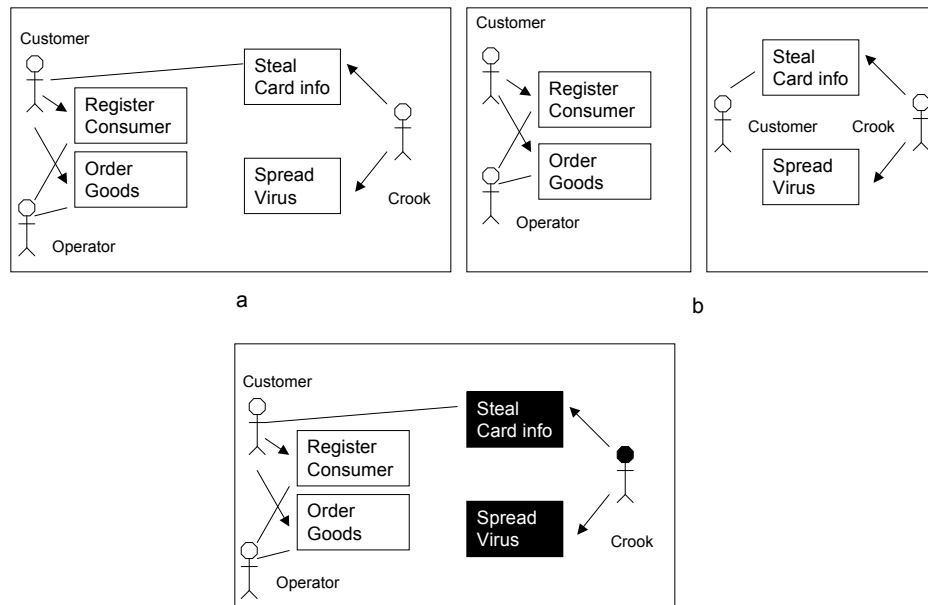 Customer
Steal
Card info
Register
Consumer
Order
Goods
Spread
Virus
Crook
Operator
a
Customer
Register
Consumer
Order
Goods
Operator
Steal
Card info
Customer
Crook
Spread
Virus
b
Customer
Steal
Card info
Register
Consumer
Order
Goods
Spread
Virus
Crook
Operator